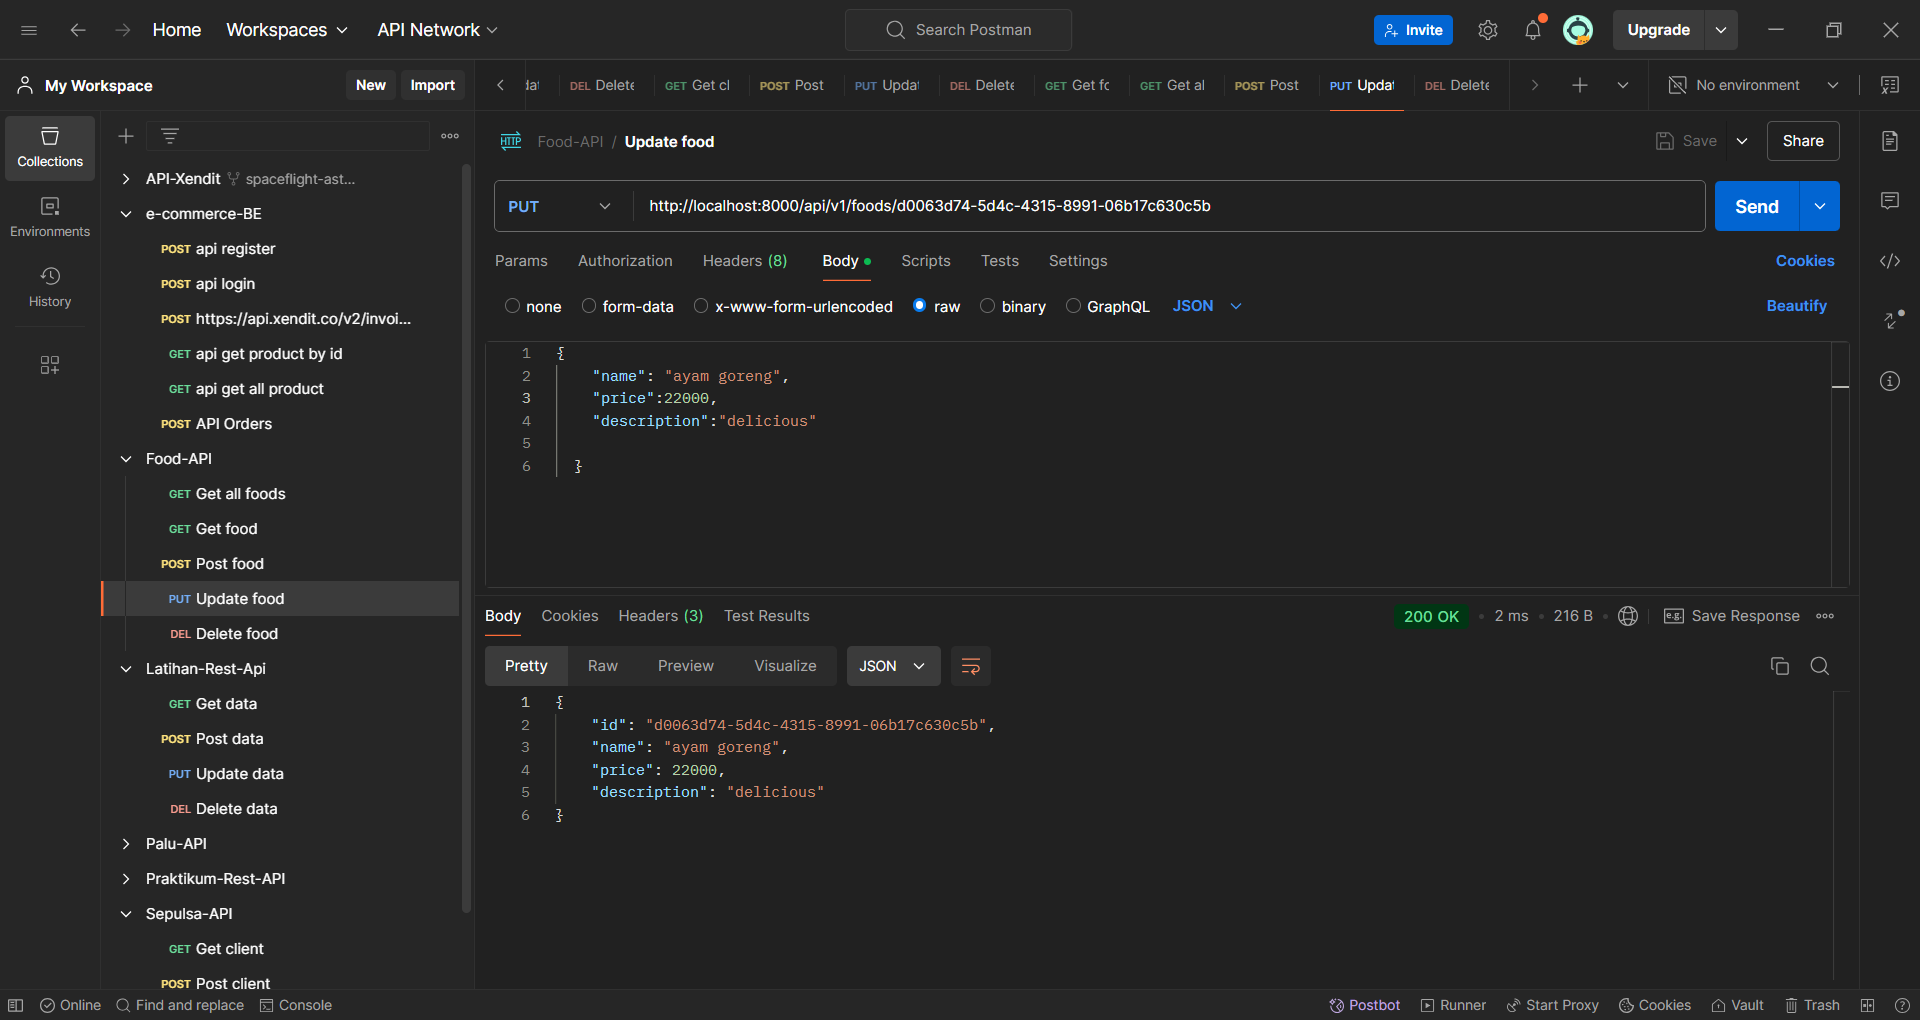 Home Workspaces API Network Search Postman Invite Upgrade
My Workspace New Import
DEL Delete GET Get cl POST Post PUT Updat DEL Delete GET Get fo GET Get al POST Post PUT Updat DEL Delete No environment
Collections
Environments
History
API-Xendit spaceflight-ast...
e-commerce-BE
POST api register
POST api login
POST https://api.xendit.co/v2/invoi...
GET api get product by id
GET api get all product
POST API Orders
Food-API
GET Get all foods
GET Get food
POST Post food
PUT Update food
DEL Delete food
Latihan-Rest-Api
GET Get data
POST Post data
PUT Update data
DEL Delete data
Palu-API
Praktikum-Rest-API
Sepulsa-API
GET Get client
POST Post client
HTTP Food-API / Update food Save Share
PUT http://localhost:8000/api/v1/foods/d0063d74-5d4c-4315-8991-06b17c630c5b Send
Params Authorization Headers (8) Body Scripts Tests Settings Cookies
none form-data x-www-form-urlencoded raw binary GraphQL JSON Beautify
1 {
2 "name": "ayam goreng",
3 "price":22000,
4 "description":"delicious"
5
6 }
Body Cookies Headers (3) Test Results 200 OK 2 ms 216 B e.g. Save Response
Pretty Raw Preview Visualize JSON
1 {
2 "id": "d0063d74-5d4c-4315-8991-06b17c630c5b",
3 "name": "ayam goreng",
4 "price": 22000,
5 "description": "delicious"
6 }
Online Find and replace Console Postbot Runner Start Proxy Cookies Vault Trash